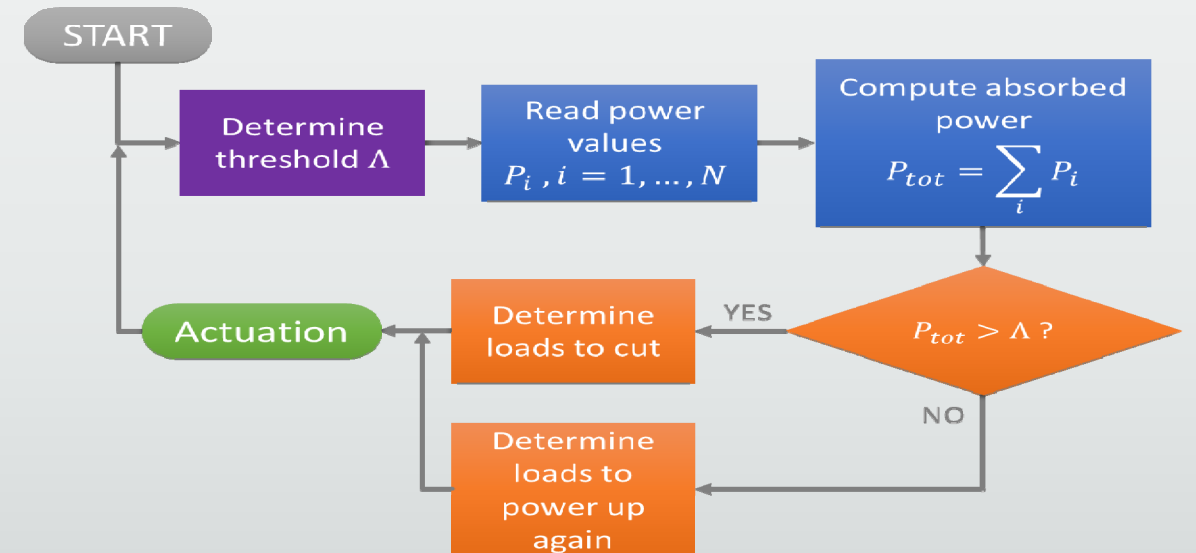 START
Determine
threshold Λ
Read power
values
P_i , i = 1, ..., N
Compute absorbed
power
P_tot = ∑_i P_i
P_tot > Λ ?
YES
Determine
loads to cut
Actuation
NO
Determine
loads to
power up
again